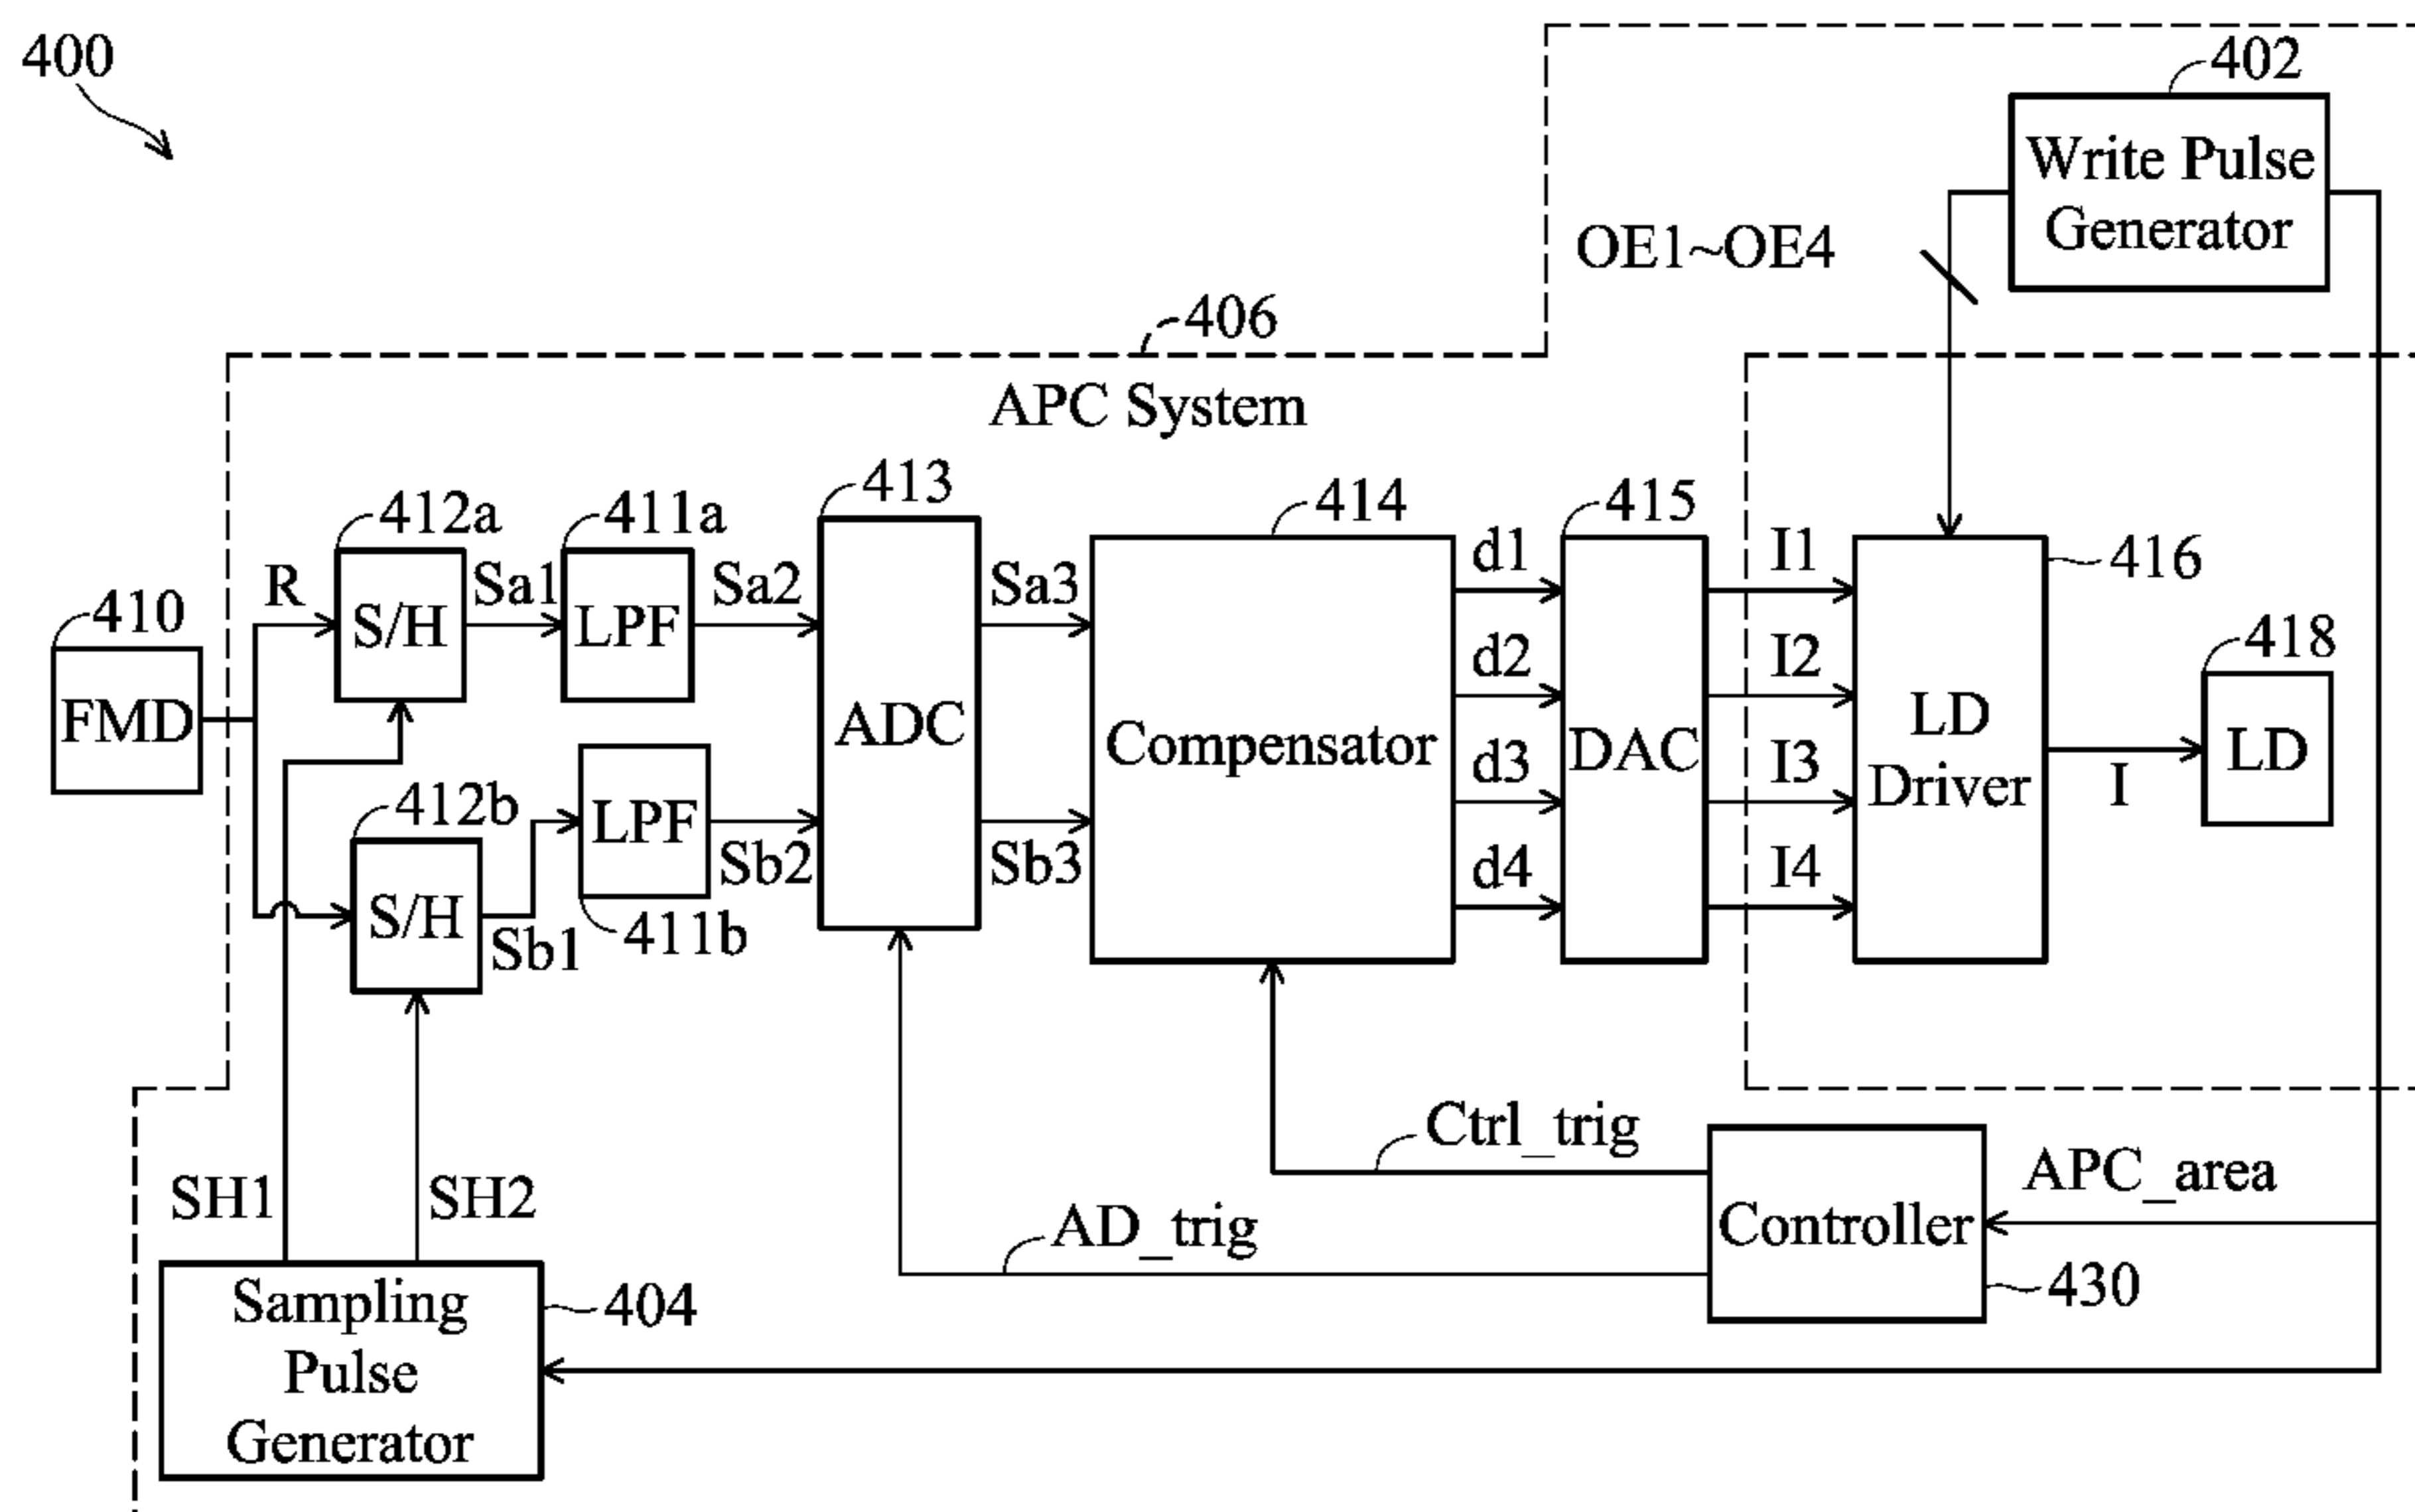 400
402
Write Pulse
Generator
OE1~OE4
406
APC System
413
414
415
412a
411a
d1
I1
416
R
S/H
Sa1
LPF
Sa2
Sa3
410
d2
I2
418
FMD
ADC
Compensator
DAC
LD
Driver
LD
d3
I3
I
412b
LPF
Sb2
Sb3
d4
I4
S/H
Sb1
411b
Ctrl_trig
APC_area
SH1
SH2
AD_trig
Controller
430
Sampling
Pulse
Generator
404